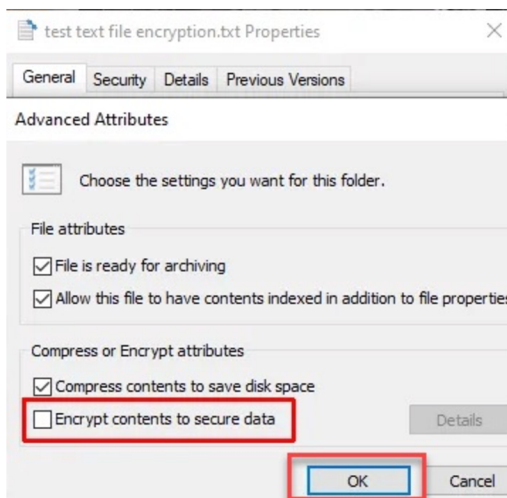 test text file encryption.txt Properties
General Security Details Previous Versions
Advanced Attributes
Choose the settings you want for this folder.
File attributes
File is ready for archiving
Allow this file to have contents indexed in addition to file properties
Compress or Encrypt attributes
Compress contents to save disk space
Encrypt contents to secure data Details
OK Cancel